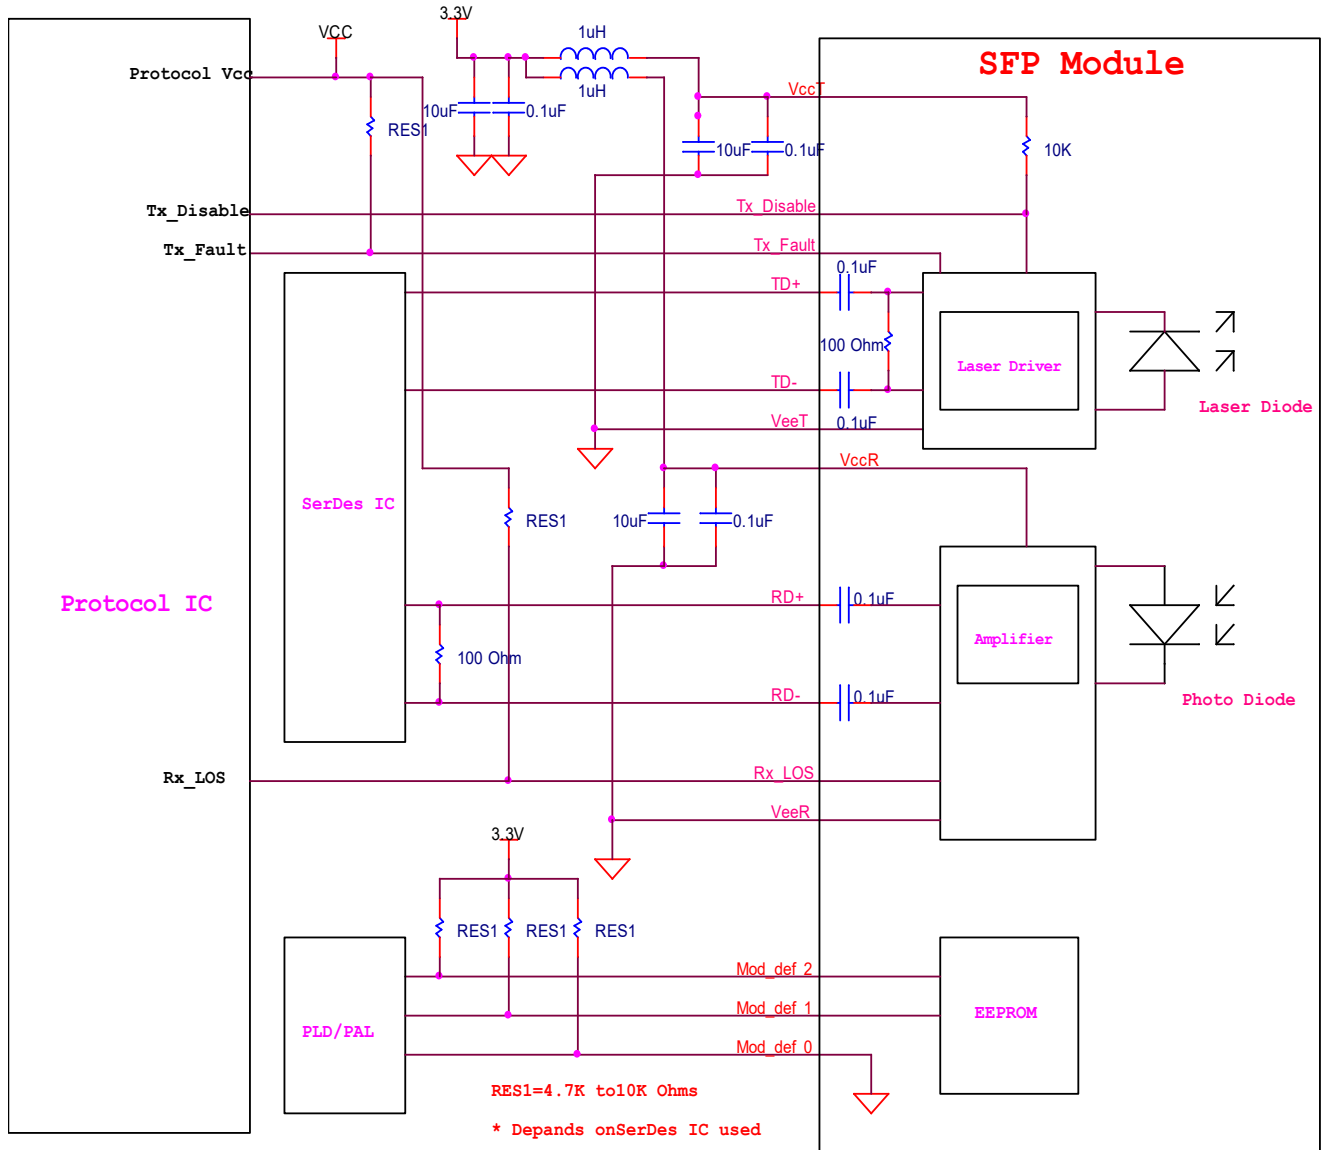 3.3V
VCC
1uH
SFP Module
Protocol Vcc
1uH
VccT
10uF
0.1uF
RES1
10uF
0.1uF
10K
Tx_Disable
Tx_Disable
Tx_Fault
Tx_Fault
0.1uF
TD+
100 Ohm
Laser Driver
TD-
Laser Diode
VeeT
0.1uF
VccR
SerDes IC
RES1
10uF
0.1uF
Protocol IC
RD+
0.1uF
Amplifier
100 Ohm
RD-
0.1uF
Photo Diode
Rx_LOS
Rx_LOS
VeeR
3.3V
RES1
RES1
RES1
Mod_def 2
Mod_def 1
EEPROM
PLD/PAL
Mod_def 0
RES1=4.7K to10K Ohms
* Depands onSerDes IC used